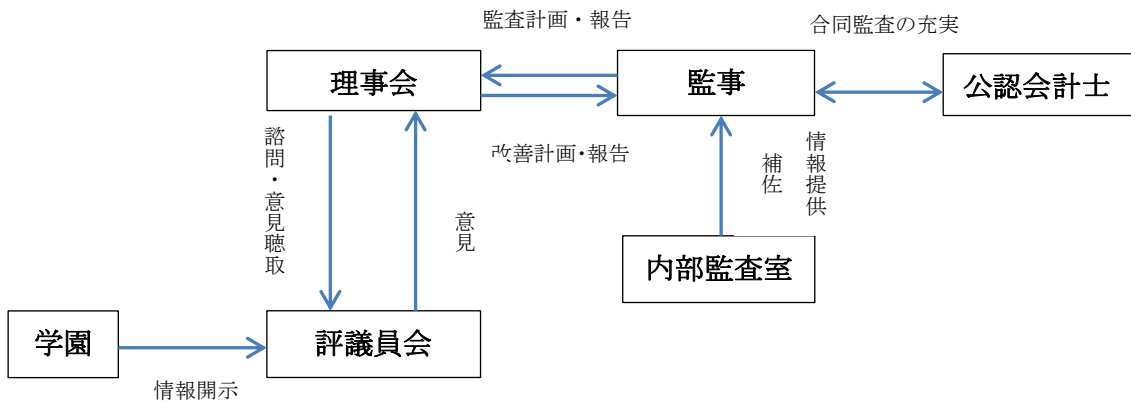 監査計画・報告
合同監査の充実
理事会
監事
公認会計士
諮問・意見聴取
意見
改善計画・報告
補佐
情報提供
内部監査室
学園
評議員会
情報開示